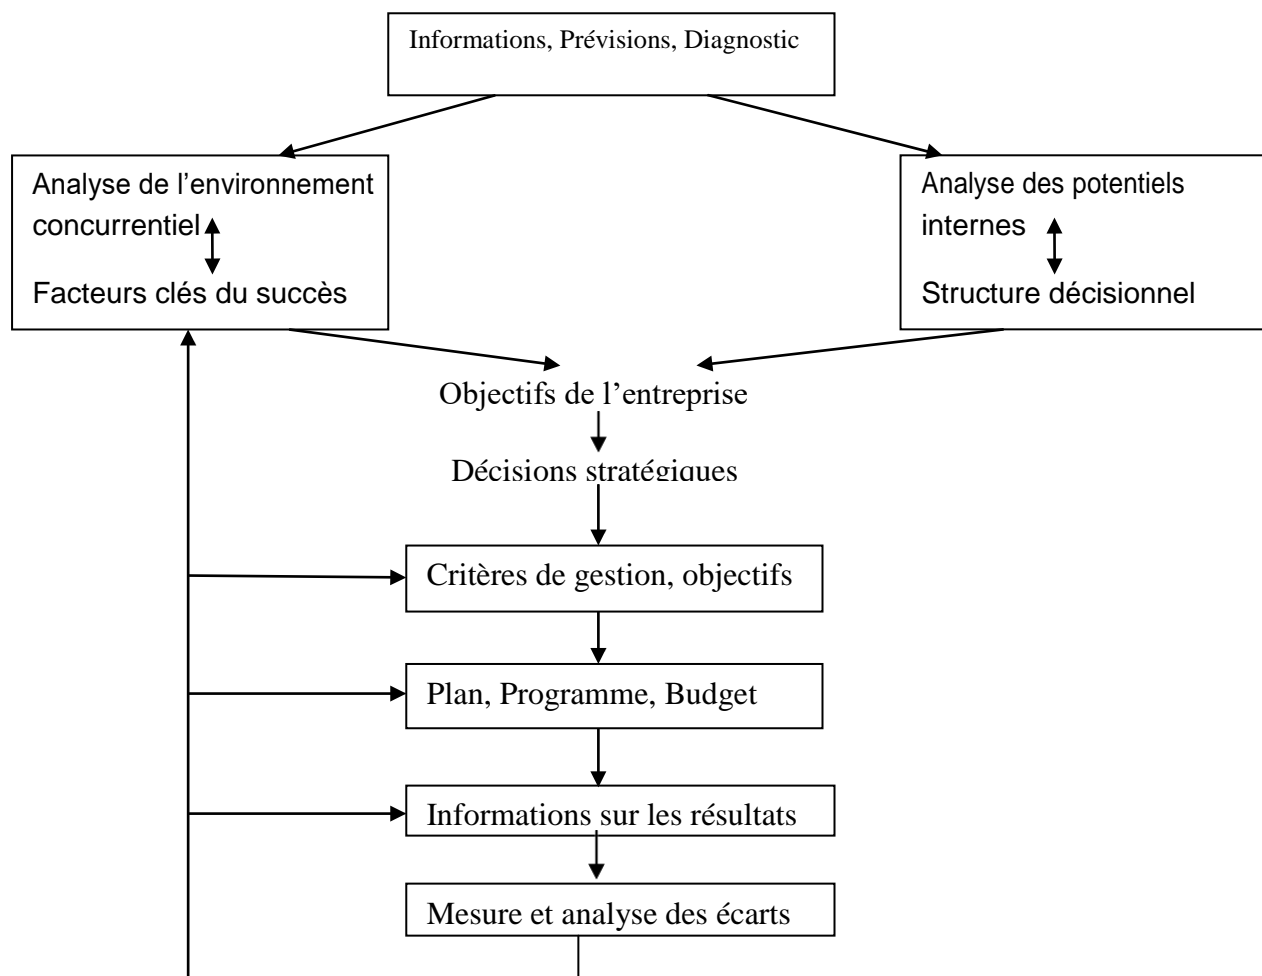 Informations, Prévisions, Diagnostic
Analyse de l'environnement
concurrentiel
Facteurs clés du succès
Analyse des potentiels
internes
Structure décisionnel
Objectifs de l'entreprise
Décisions stratégiques
Critères de gestion, objectifs
Plan, Programme, Budget
Informations sur les résultats
Mesure et analyse des écarts